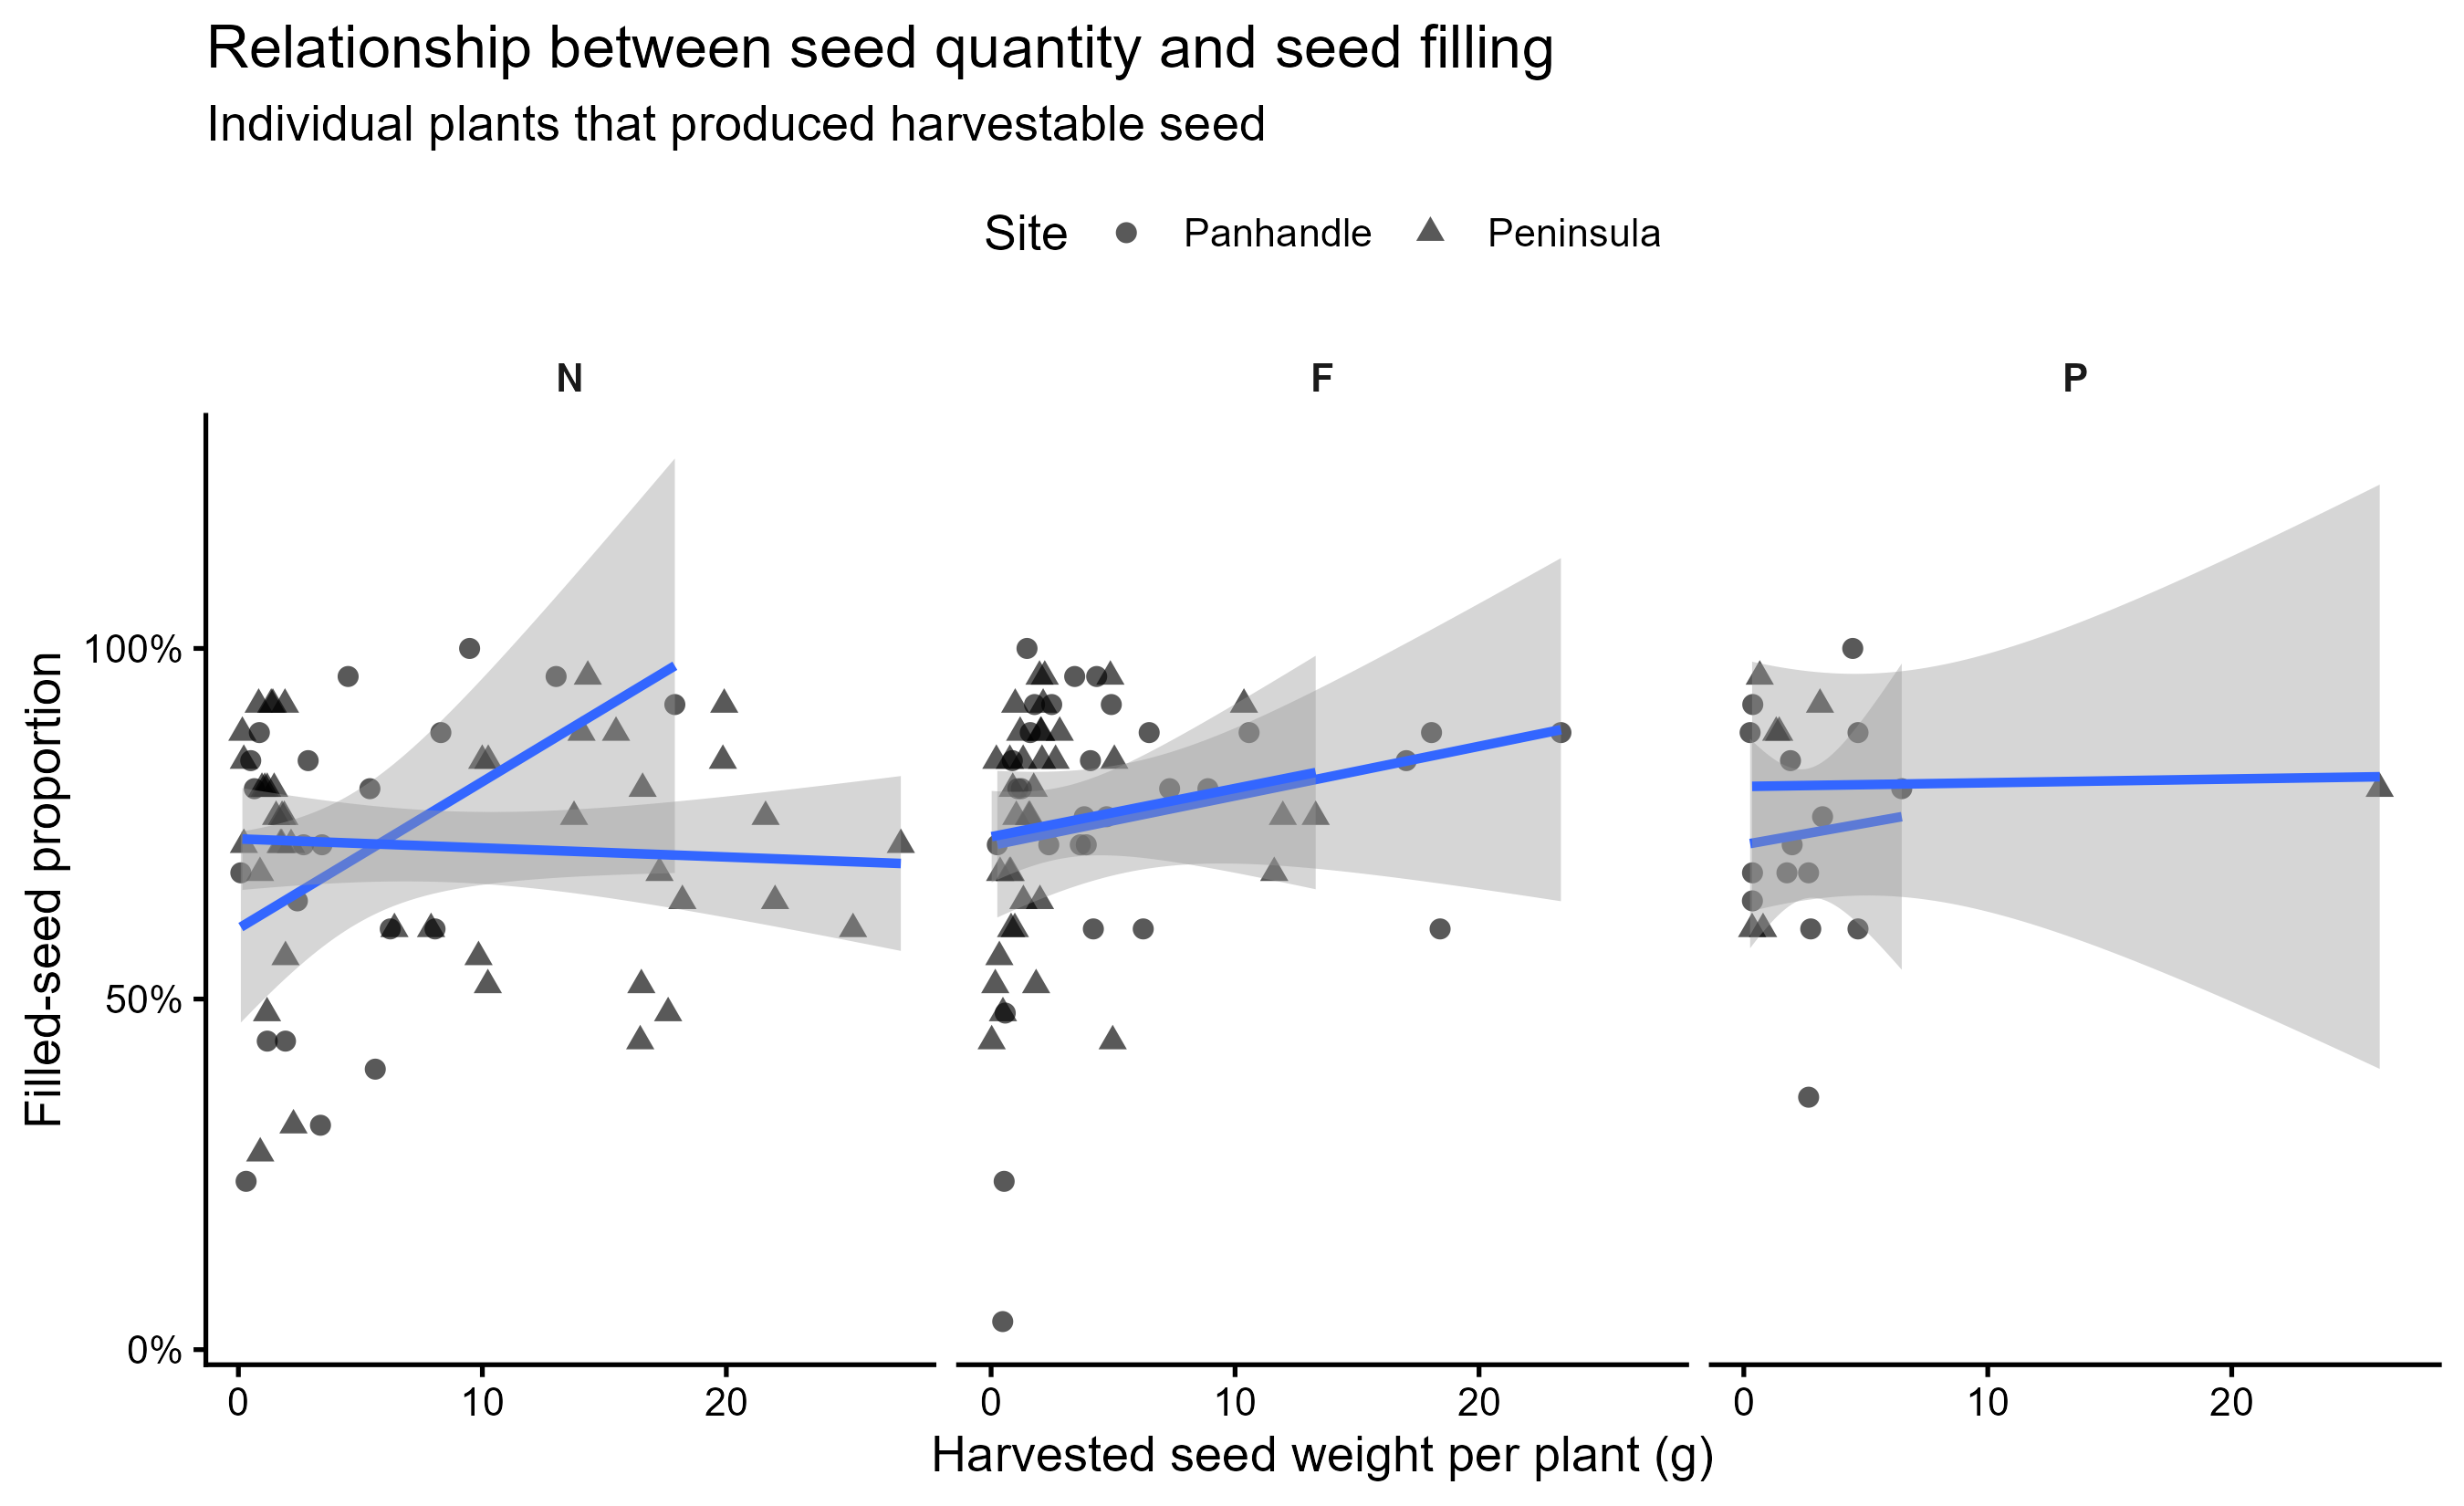 Relationship between seed quantity and seed filling
Individual plants that produced harvestable seed
Site Panhandle Peninsula
N F P
Filled-seed proportion
100%
50%
0%
0 10 20 0 10 20 0 10 20
Harvested seed weight per plant (g)